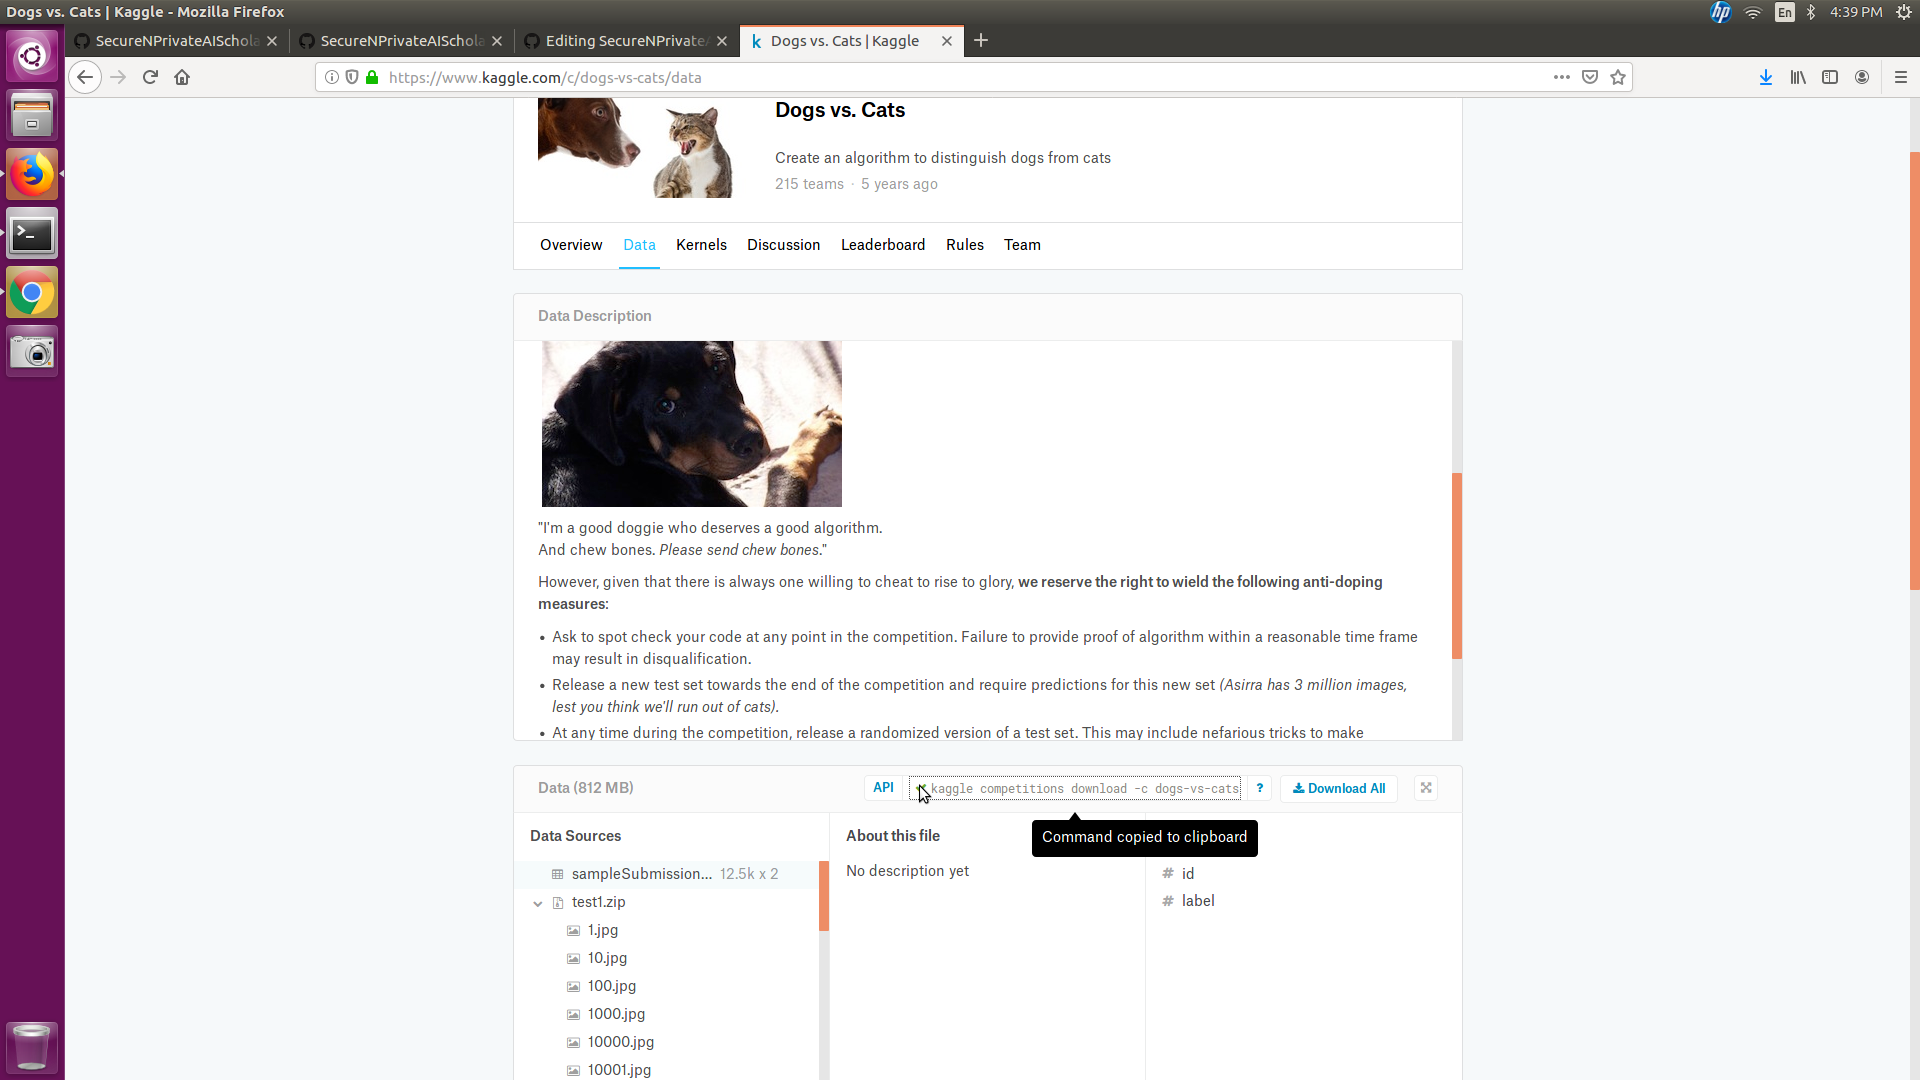 Dogs vs. Cats | Kaggle - Mozilla Firefox
En
4:39 PM
SecureNPrivateAISchola
SecureNPrivateAISchola
Editing SecureNPrivateA
Dogs vs. Cats | Kaggle
https://www.kaggle.com/c/dogs-vs-cats/data
Dogs vs. Cats
Create an algorithm to distinguish dogs from cats
215 teams · 5 years ago
Overview Data Kernels Discussion Leaderboard Rules Team
Data Description
"I'm a good doggie who deserves a good algorithm.
And chew bones. Please send chew bones."
However, given that there is always one willing to cheat to rise to glory, we reserve the right to wield the following anti-doping
measures:
• Ask to spot check your code at any point in the competition. Failure to provide proof of algorithm within a reasonable time frame
may result in disqualification.
• Release a new test set towards the end of the competition and require predictions for this new set (Asirra has 3 million images,
lest you think we'll run out of cats).
• At any time during the competition, release a randomized version of a test set. This may include nefarious tricks to make
Data (812 MB)
API
kaggle competitions download -c dogs-vs-cats
?
Download All
Command copied to clipboard
Data Sources
sampleSubmission... 12.5k x 2
test1.zip
1.jpg
10.jpg
100.jpg
1000.jpg
10000.jpg
10001.jpg
About this file
No description yet
# id
# label